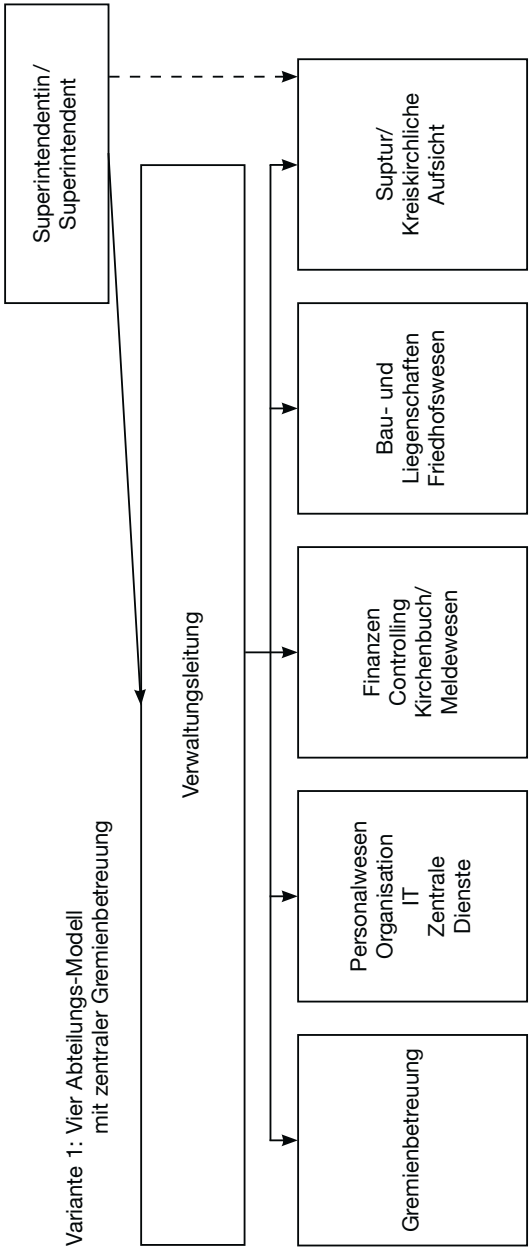 Variante 1: Vier Abteilungs-Modell
mit zentraler Gremienbetreuung
Superintendentin/
Superintendent
Verwaltungsleitung
Gremienbetreuung
Personalwesen
Organisation
IT
Zentrale
Dienste
Finanzen
Controlling
Kirchenbuch/
Meldewesen
Bau- und
Liegenschaften
Friedhofswesen
Suptur/
Kreiskirchliche
Aufsicht